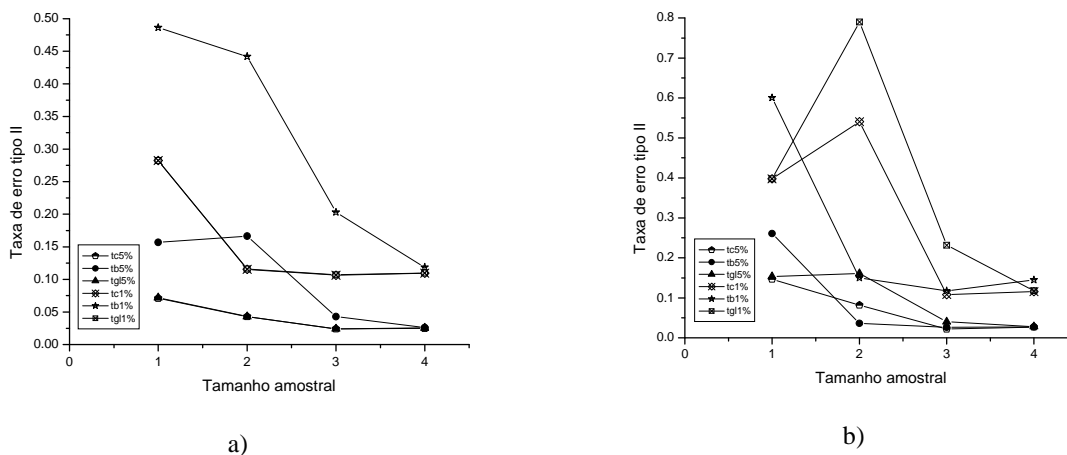 0.50
0.45
0.40
0.35
0.30
0.25
0.20
0.15
0.10
0.05
0.00
Taxa de erro tipo II
tc5%
tb5%
tgl5%
tc1%
tb1%
tgl1%
0 1 2 3 4
Tamanho amostral
a)
0.8
0.7
0.6
0.5
0.4
0.3
0.2
0.1
0.0
Taxa de erro tipo II
tc5%
tb5%
tgl5%
tc1%
tb1%
tgl1%
0 1 2 3 4
Tamanho amostral
b)